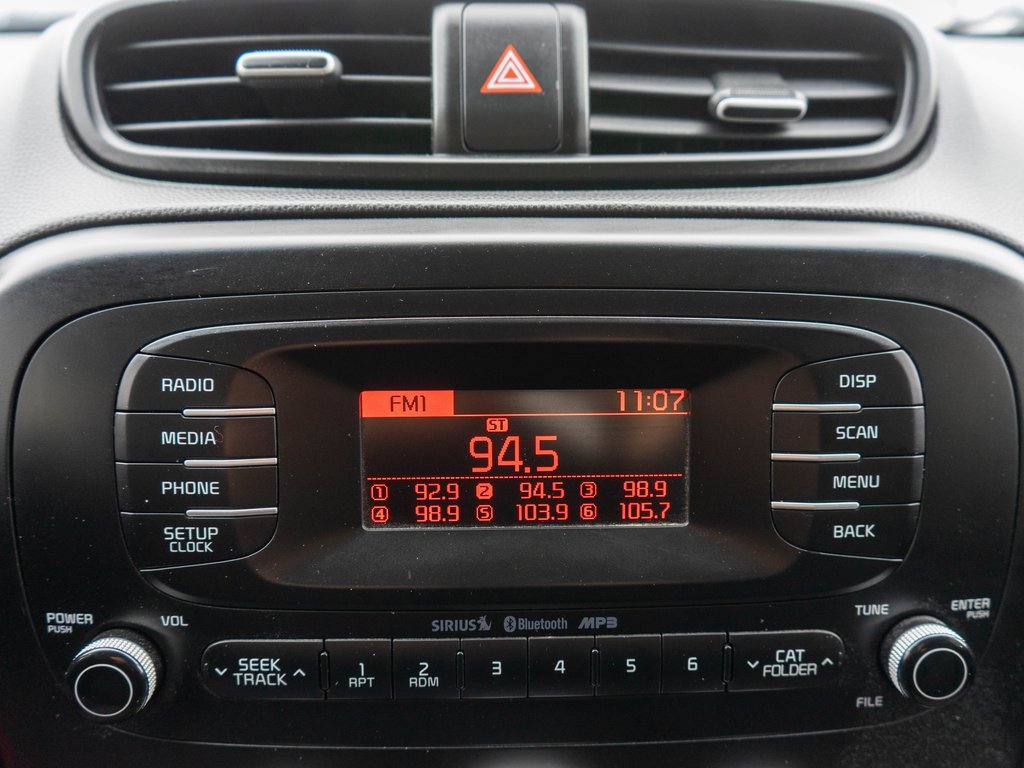 FM1 11:07
ST
94.5
1 92.9 2 94.5 3 98.9
4 98.9 5 103.9 6 105.7
RADIO
MEDIA
PHONE
SETUP
CLOCK
DISP
SCAN
MENU
BACK
POWER
PUSH
VOL
SIRIUS Bluetooth MP3
TUNE
ENTER
PUSH
SEEK
TRACK
1
RPT
2
RDM
3
4
5
6
CAT
FOLDER
FILE